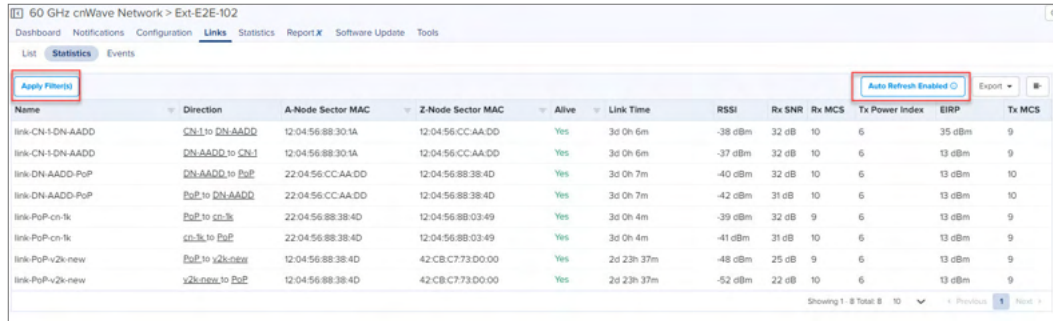 60 GHz cnWave Network > Ext-E2E-102
Dashboard Notifications Configuration Links Statistics Report X Software Update Tools
List Statistics Events
Apply Filter(s) Auto Refresh Enabled Export
Name Direction A-Node Sector MAC Z-Node Sector MAC Alive Link Time RSSI Rx SNR Rx MCS Tx Power Index EIRP Tx MCS
link-CN-1-DN-AADD CN-1 to DN-AADD 12:04:56:88:30:1A 12:04:56:CC:AA:DD Yes 3d 0h 6m -38 dBm 32 dB 10 6 35 dBm 9
link-CN-1-DN-AADD DN-AADD to CN-1 12:04:56:88:30:1A 12:04:56:CC:AA:DD Yes 3d 0h 6m -37 dBm 32 dB 10 6 13 dBm 9
link-DN-AADD-PoP DN-AADD to PoP 22:04:56:CC:AA:DD 12:04:56:88:38:4D Yes 3d 0h 7m -40 dBm 32 dB 10 6 13 dBm 10
link-DN-AADD-PoP PoP to DN-AADD 22:04:56:CC:AA:DD 12:04:56:88:38:4D Yes 3d 0h 7m -42 dBm 31 dB 10 6 13 dBm 10
link-PoP-cn-1k PoP to cn-1k 22:04:56:88:38:4D 12:04:56:8B:03:49 Yes 3d 0h 4m -39 dBm 32 dB 9 6 13 dBm 9
link-PoP-cn-1k cn-1k to PoP 22:04:56:88:38:4D 12:04:56:8B:03:49 Yes 3d 0h 4m -41 dBm 31 dB 10 6 13 dBm 9
link-PoP-v2k-new PoP to v2k-new 12:04:56:88:38:4D 42:CB:C7:73:D0:00 Yes 2d 23h 37m -48 dBm 25 dB 9 6 13 dBm 9
link-PoP-v2k-new v2k-new to PoP 12:04:56:88:38:4D 42:CB:C7:73:D0:00 Yes 2d 23h 37m -52 dBm 22 dB 10 6 13 dBm 9
Showing 1 - 8 Total: 8 10 < Previous 1 Next >